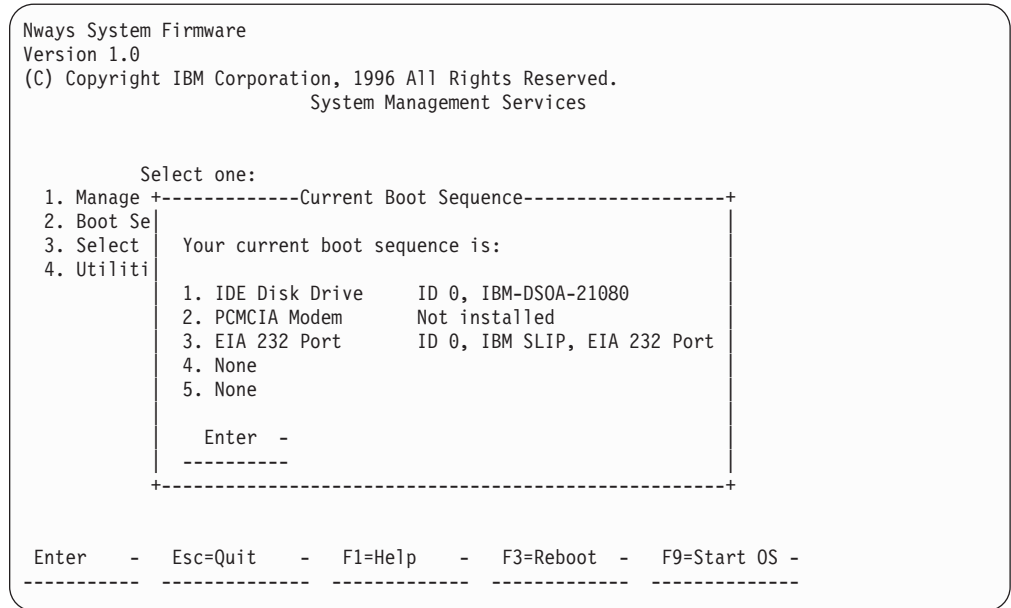 Nways System Firmware
Version 1.0
(C) Copyright IBM Corporation, 1996 All Rights Reserved.
System Management Services
Select one:
1. Manage +-------------Current Boot Sequence-------------------+
2. Boot Se| |
3. Select | Your current boot sequence is: |
4. Utiliti| |
| 1. IDE Disk Drive ID 0, IBM-DSOA-21080 |
| 2. PCMCIA Modem Not installed |
| 3. EIA 232 Port ID 0, IBM SLIP, EIA 232 Port |
| 4. None |
| 5. None |
| |
| Enter - |
| ---------- |
+-----------------------------------------------------+
Enter - Esc=Quit - F1=Help - F3=Reboot - F9=Start OS -
----------- -------------- ------------- ------------- --------------